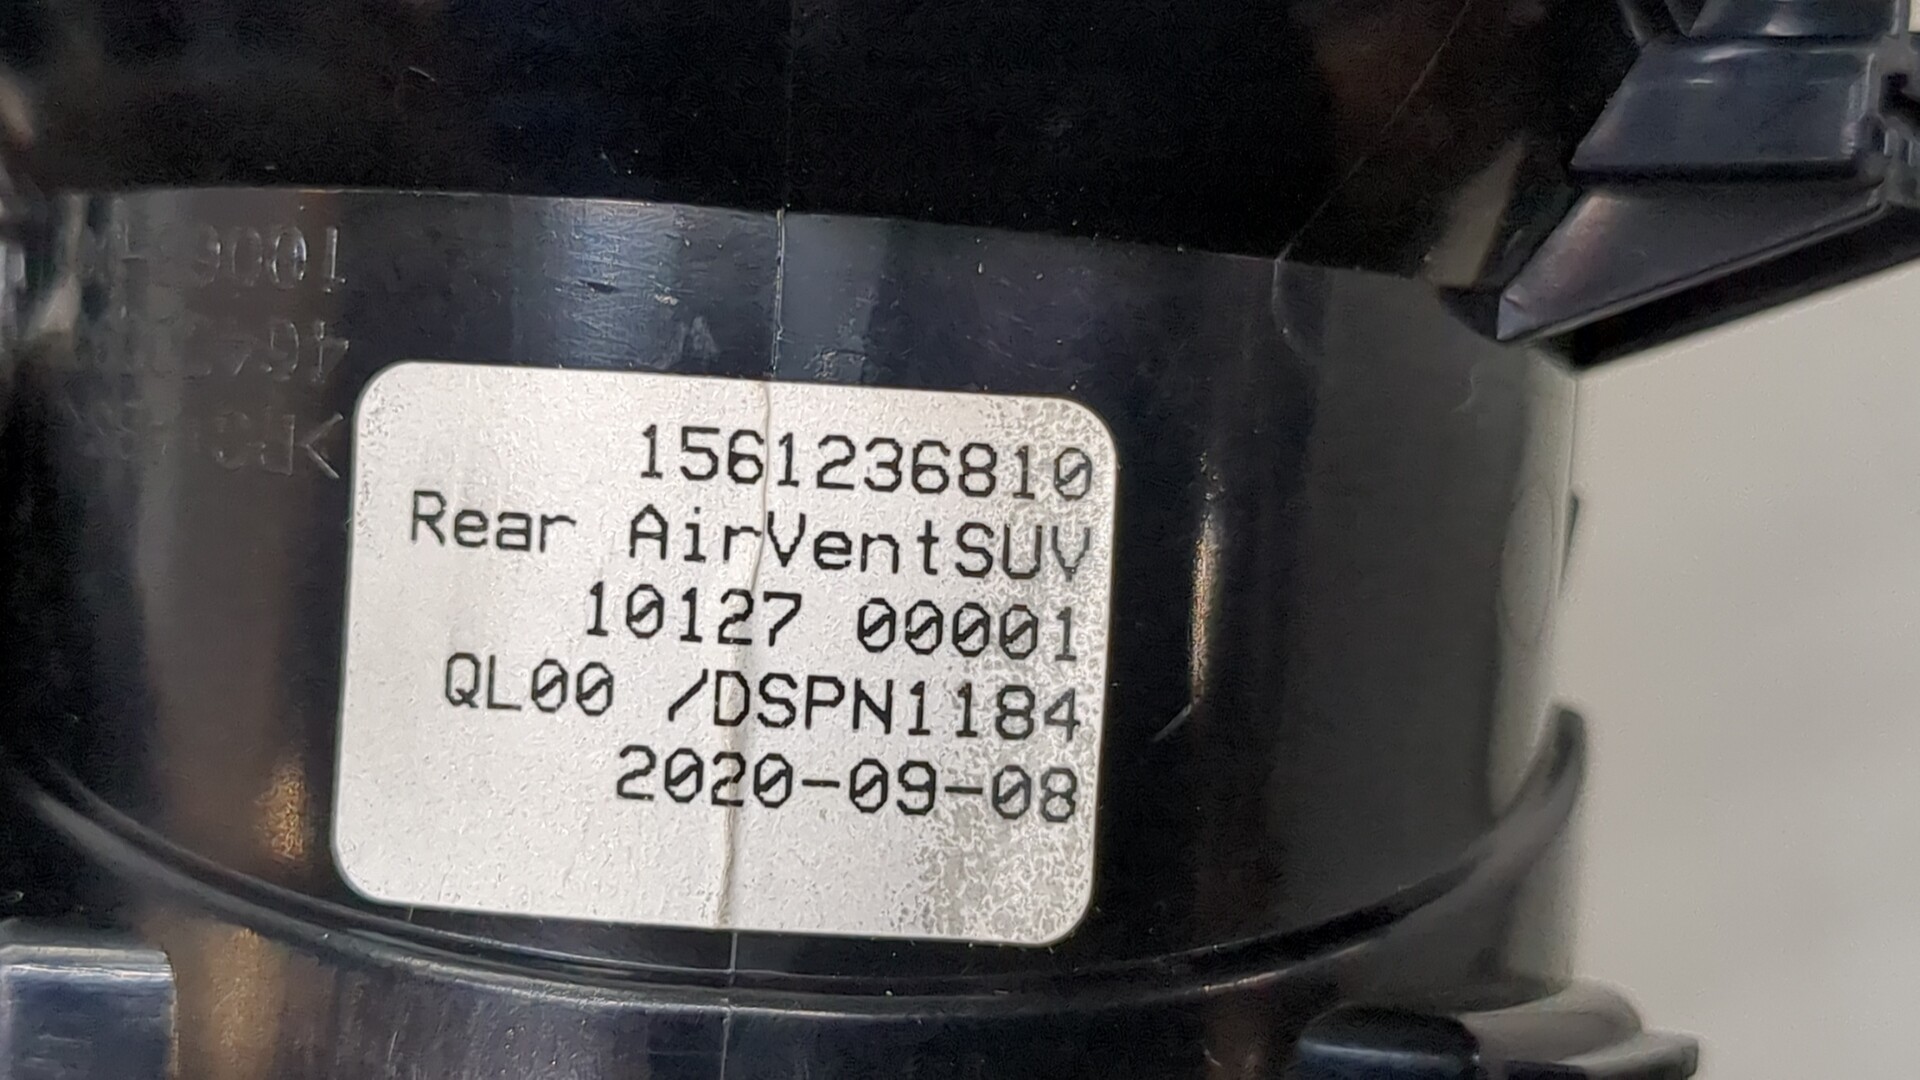 1561236810
Rear AirVentSUV
10127 00001
QL00 /DSPN1184
2020-09-08